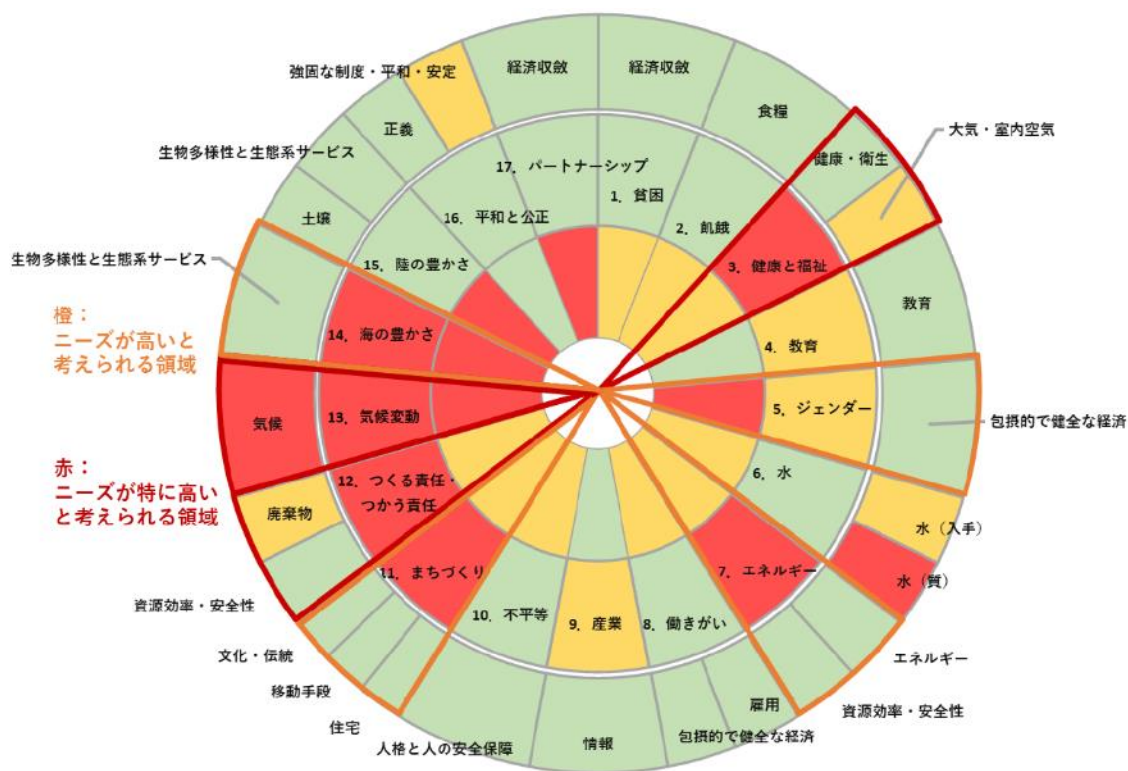 経済収斂
経済収斂
強固な制度・平和・安定
食糧
大気・室内空気
正義
生物多様性と生態系サービス
健康・衛生
17．パートナーシップ
1．貧困
土壌
16．平和と公正
2．飢餓
生物多様性と生態系サービス
15．陸の豊かさ
3．健康と福祉
教育
橙：
ニーズが高いと
考えられる領域
14．海の豊かさ
4．教育
気候
13．気候変動
5．ジェンダー
包摂的で健全な経済
赤：
ニーズが特に高い
と考えられる領域
12．つくる責任・
つかう責任
6．水
廃棄物
水（入手）
11．まちづくり
7．エネルギー
水（質）
資源効率・安全性
10．不平等
9．産業
8．働きがい
文化・伝統
エネルギー
移動手段
雇用
資源効率・安全性
住宅
人格と人の安全保障
情報
包摂的で健全な経済